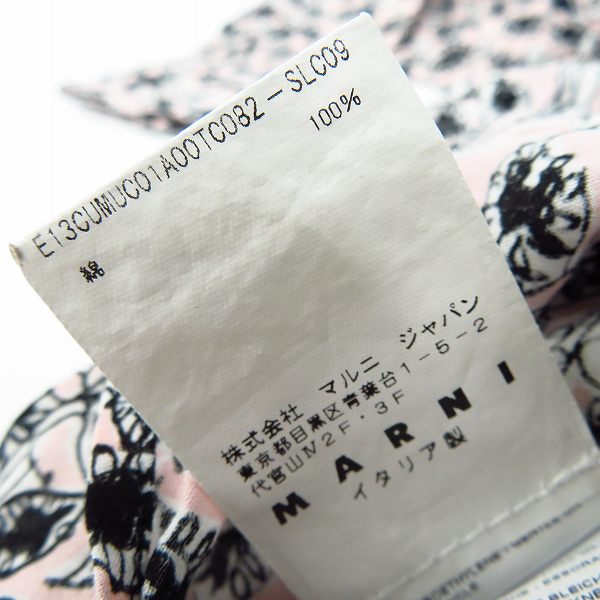 E13CUMUC01A00TC082-SLC09
綿 100%
株式会社 マルニ ジャパン
東京都目黒区青葉台1-5-2
代官山Ⅳ2F・3F
MARNI
イタリア製